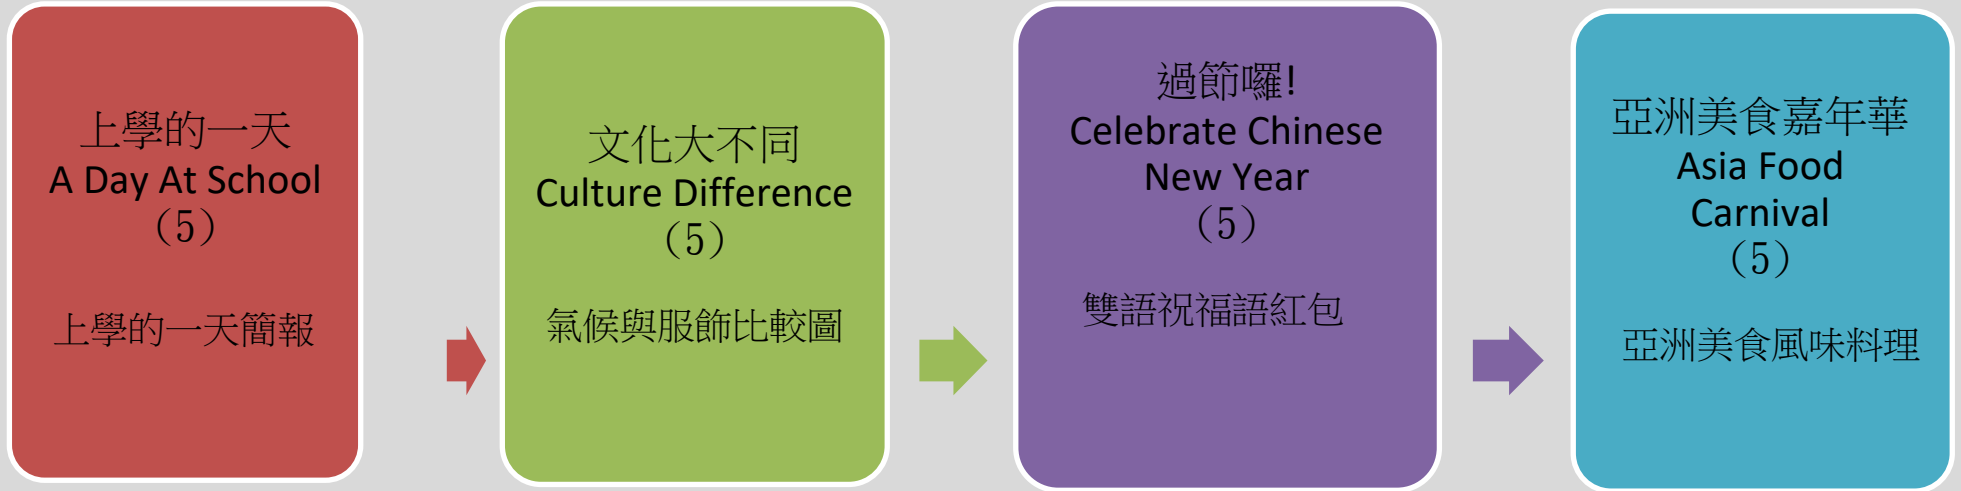 上學的一天
A Day At School
（5）
上學的一天簡報
文化大不同
Culture Difference
（5）
氣候與服飾比較圖
過節囉!
Celebrate Chinese
New Year
（5）
雙語祝福語紅包
亞洲美食嘉年華
Asia Food
Carnival
（5）
亞洲美食風味料理